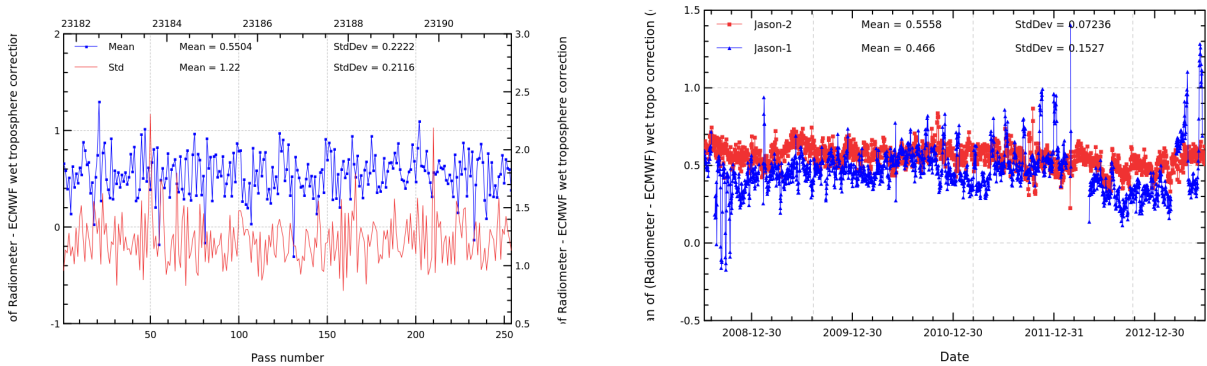 23182 23184 23186 23188 23190
Mean Mean = 0.5504 StdDev = 0.2222
Std Mean = 1.22 StdDev = 0.2116
2
1
0
-1
3.0
2.5
2.0
1.5
1.0
0.5
50 100 150 200 250
Pass number
of Radiometer - ECMWF wet troposphere correction
of Radiometer - ECMWF wet troposphere correction
Jason-2 Mean = 0.5558 StdDev = 0.07236
Jason-1 Mean = 0.466 StdDev = 0.1527
1.5
1.0
0.5
0.0
-0.5
2008-12-30 2009-12-30 2010-12-30 2011-12-31 2012-12-30
Date
an of (Radiometer - ECMWF) wet tropo correction (